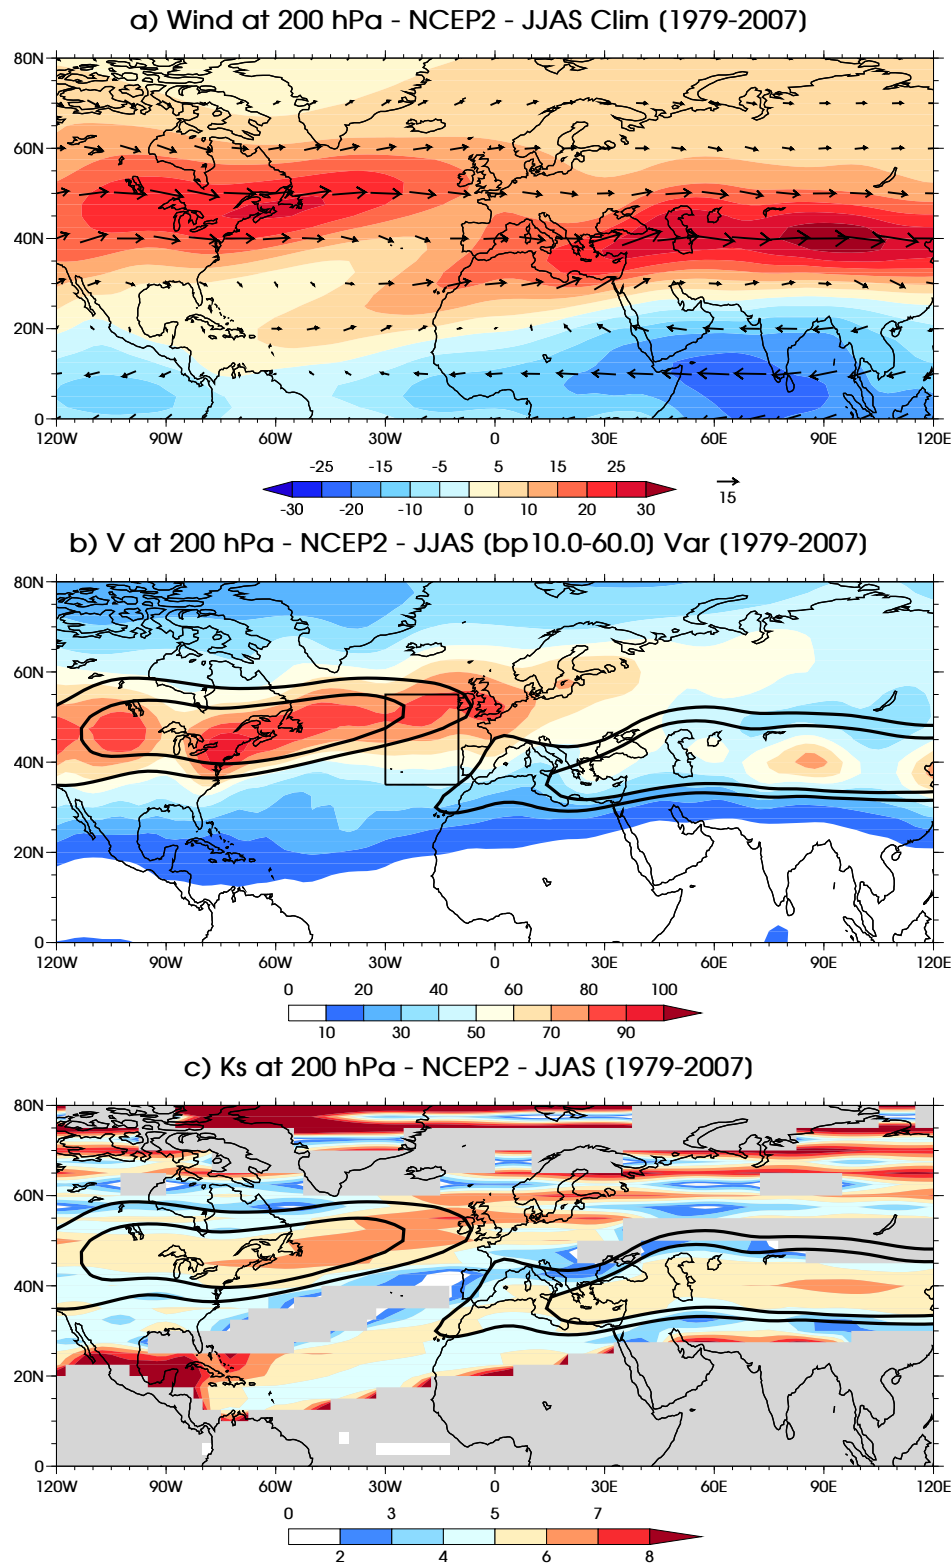 a) Wind at 200 hPa - NCEP2 - JJAS Clim (1979-2007)
80N
60N
40N
20N
0
120W 90W 60W 30W 0 30E 60E 90E 120E
-25 -15 -5 5 15 25
-30 -20 -10 0 10 20 30
15
b) V at 200 hPa - NCEP2 - JJAS (bp10.0-60.0) Var (1979-2007)
80N
60N
40N
20N
0
120W 90W 60W 30W 0 30E 60E 90E 120E
0 20 40 60 80 100
10 30 50 70 90
c) Ks at 200 hPa - NCEP2 - JJAS (1979-2007)
80N
60N
40N
20N
0
120W 90W 60W 30W 0 30E 60E 90E 120E
0 3 5 7
2 4 6 8